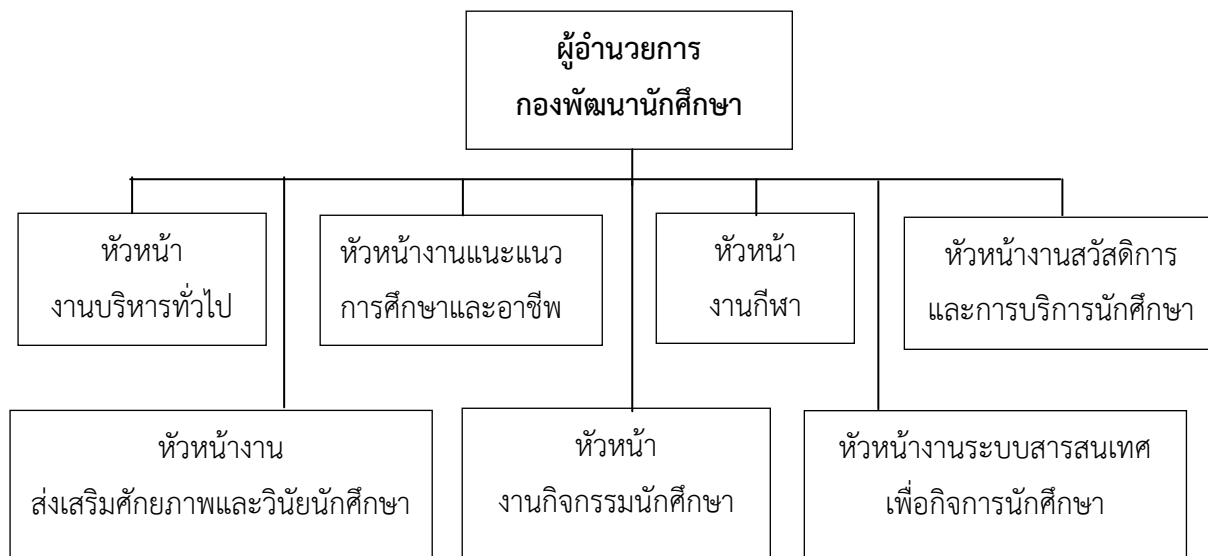 ผู้อำนวยการ
กองพัฒนานักศึกษา
หัวหน้า
งานบริหารทั่วไป
หัวหน้างานแนะแนว
การศึกษาและอาชีพ
หัวหน้า
งานกีฬา
หัวหน้างานสวัสดิการ
และการบริการนักศึกษา
หัวหน้างาน
ส่งเสริมศักยภาพและวินัยนักศึกษา
หัวหน้า
งานกิจกรรมนักศึกษา
หัวหน้างานระบบสารสนเทศ
เพื่อกิจการนักศึกษา